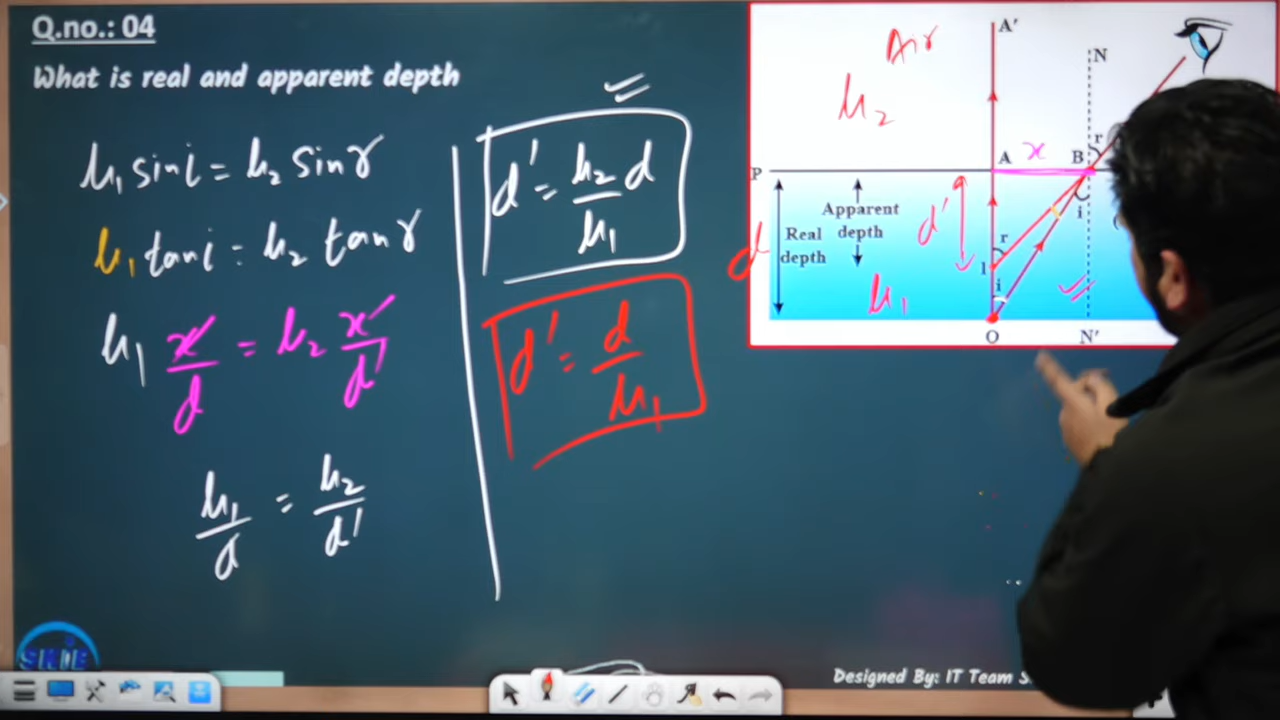 Q.no.: 04
What is real and apparent depth
μ₁ sin i = μ₂ sin r
μ₁ tan i = μ₂ tan r
μ₁ x/d = μ₂ x/d'
μ₁/d = μ₂/d'
d' = μ₂/μ₁ d
d' = d/μ₁
Air
μ₂
A'
N
r
P
A
x
B
i
Real
depth
Apparent
depth
d
d'
r
I
i
μ₁
O
N'
SMIE
Designed By: IT Team